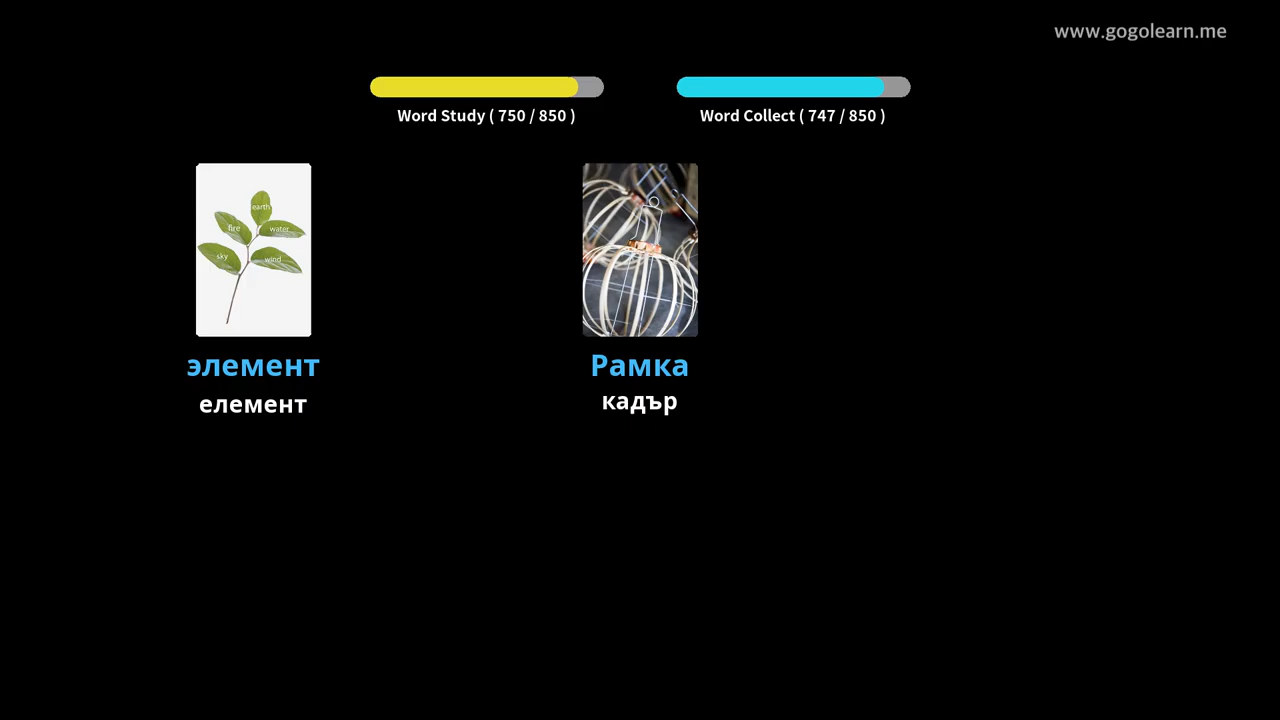 www.gogolearn.me
Word Study ( 750 / 850 )
Word Collect ( 747 / 850 )
earth
fire
water
sky
wind
элемент
елемент
Рамка
кадър